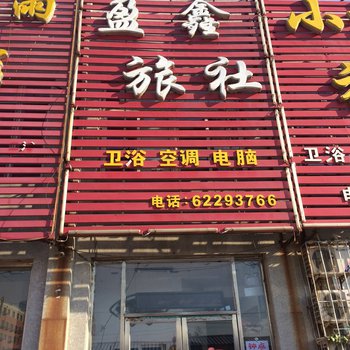 盈鑫
旅社
卫浴 空调 电脑
电话:62293766
卫浴